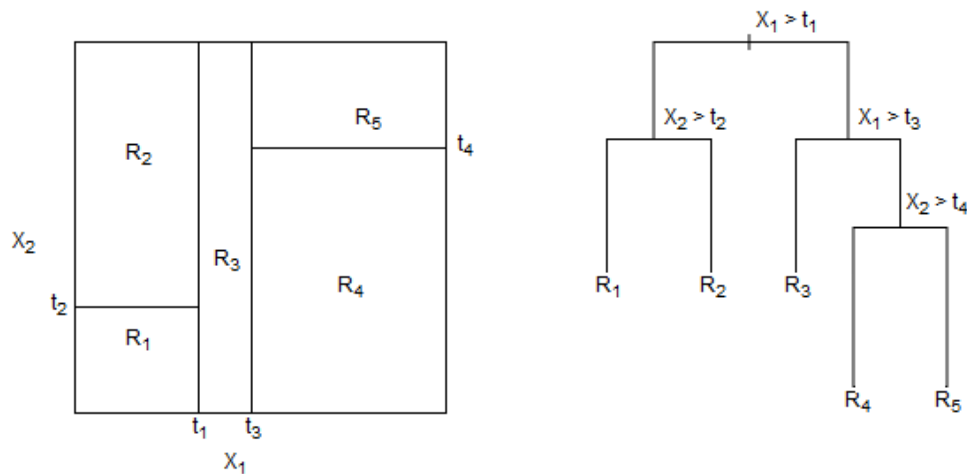 X₁ > t₁
R₅
X₂ > t₂
X₁ > t₃
R₂
t₄
X₂ > t₄
X₂
R₃
R₁
R₂
R₃
R₄
t₂
R₁
R₄
R₅
t₁
t₃
X₁